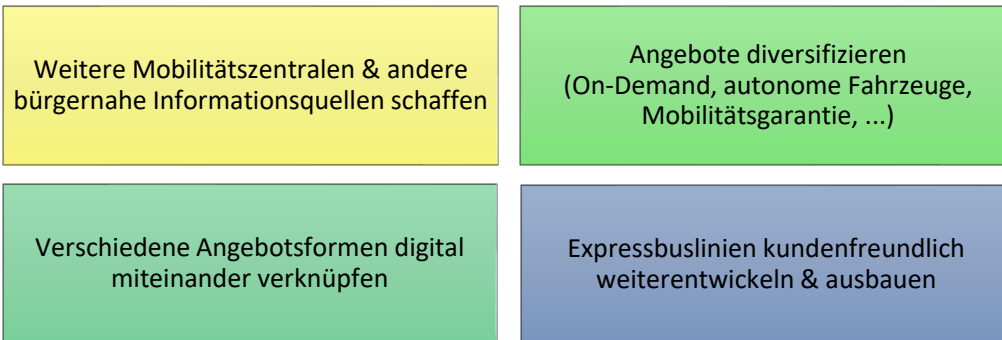 Weitere Mobilitätszentralen & andere
bürgernahe Informationsquellen schaffen
Angebote diversifizieren
(On-Demand, autonome Fahrzeuge,
Mobilitätsgarantie, ...)
Verschiedene Angebotsformen digital
miteinander verknüpfen
Expressbuslinien kundenfreundlich
weiterentwickeln & ausbauen